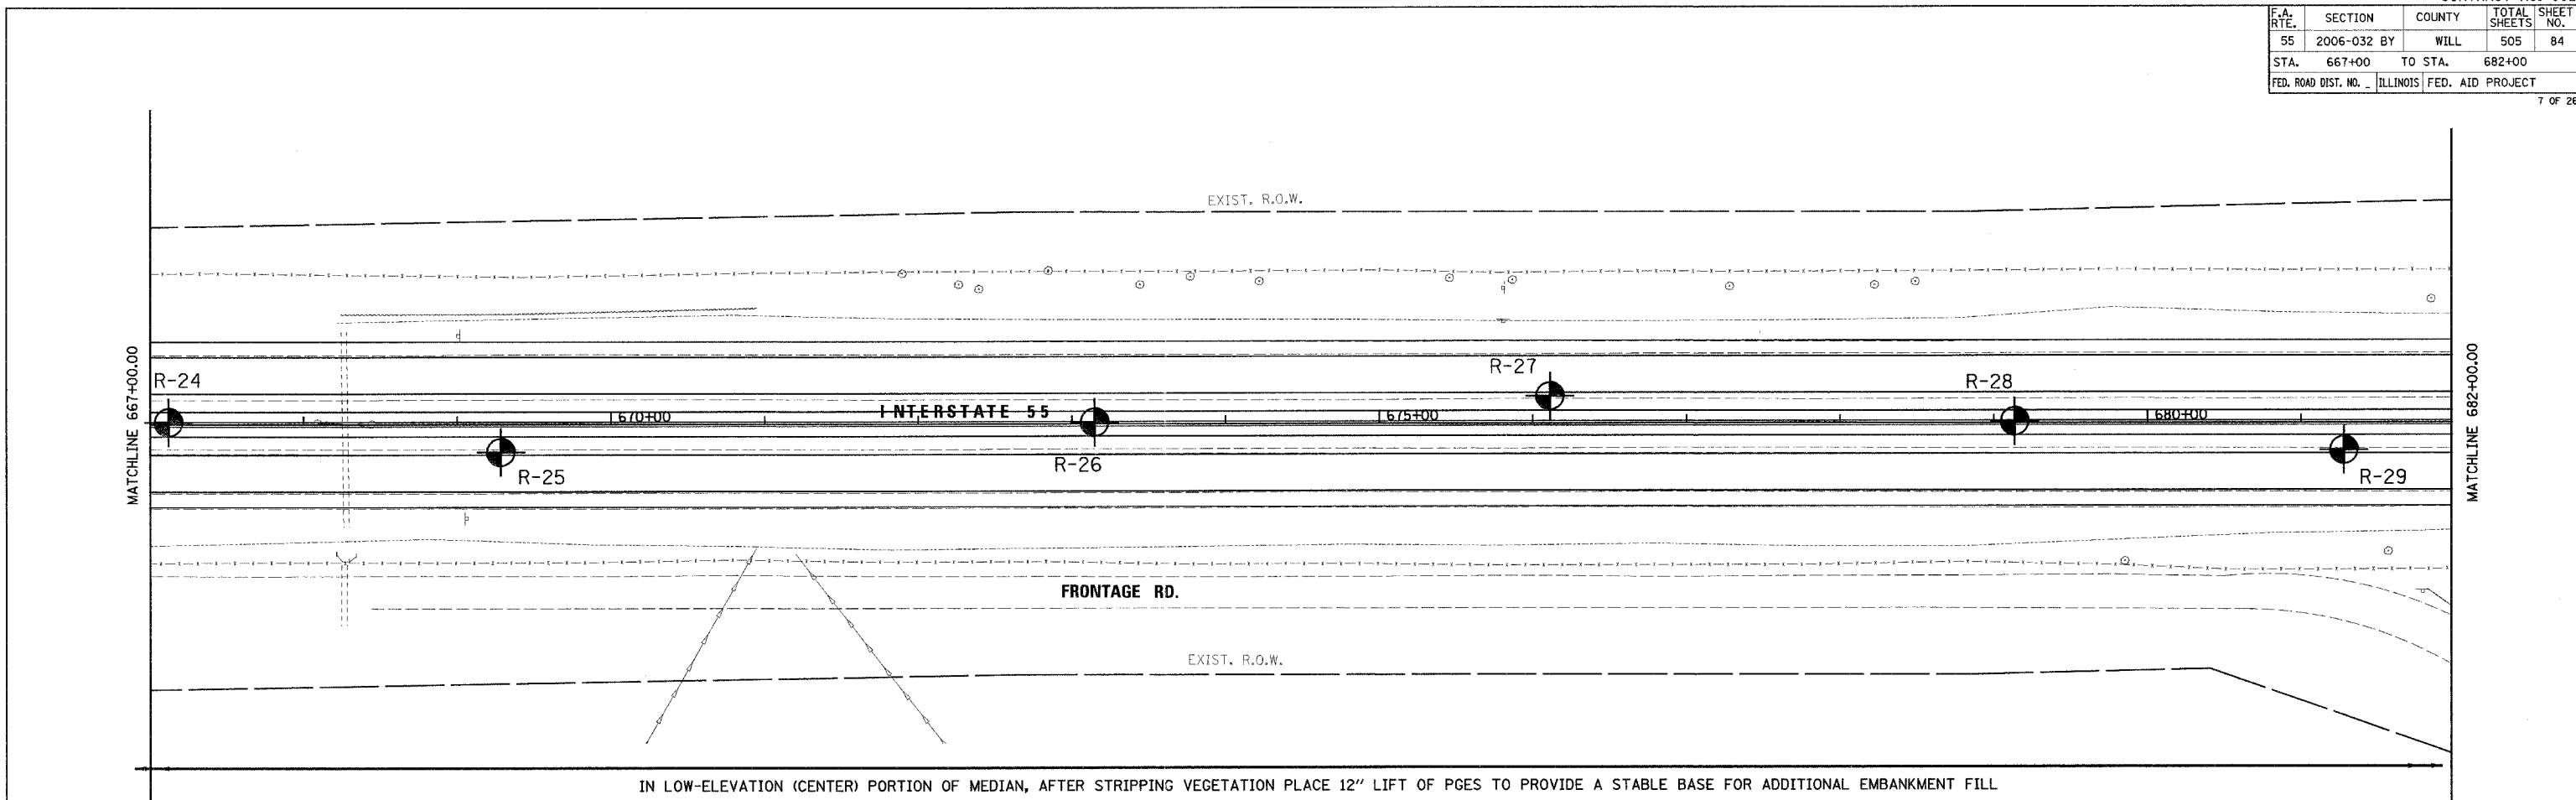 F.A. RTE. SECTION COUNTY TOTAL SHEETS SHEET NO.
55 2006-032 BY WILL 505 84
STA. 667+00 TO STA. 682+00
FED. ROAD DIST. NO. _ ILLINOIS FED. AID PROJECT
7 OF 26
EXIST. R.O.W.
MATCHLINE 667+00.00
MATCHLINE 682+00.00
R-24
R-27
R-28
670+00
INTERSTATE 55
675+00
680+00
R-25
R-26
R-29
FRONTAGE RD.
EXIST. R.O.W.
IN LOW-ELEVATION (CENTER) PORTION OF MEDIAN, AFTER STRIPPING VEGETATION PLACE 12" LIFT OF PGES TO PROVIDE A STABLE BASE FOR ADDITIONAL EMBANKMENT FILL